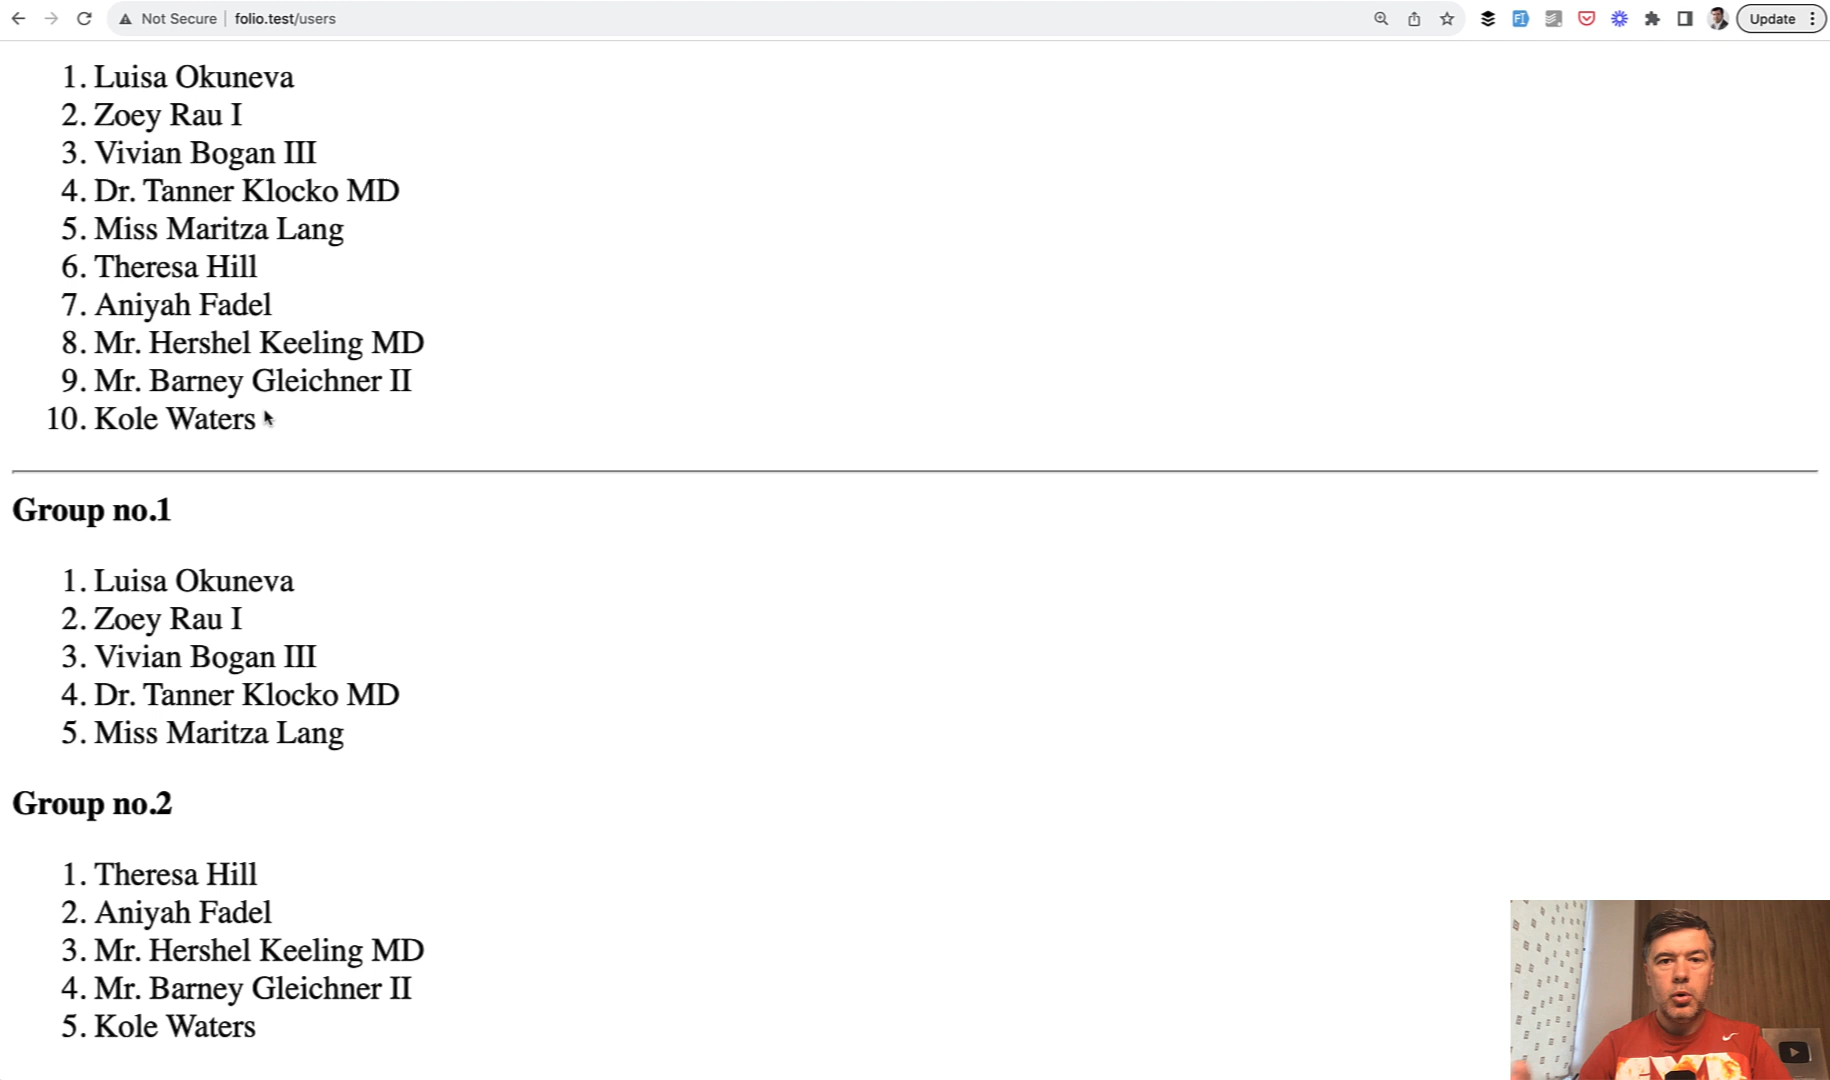 Not Secure
folio.test/users
Update
1. Luisa Okuneva
2. Zoey Rau I
3. Vivian Bogan III
4. Dr. Tanner Klocko MD
5. Miss Maritza Lang
6. Theresa Hill
7. Aniyah Fadel
8. Mr. Hershel Keeling MD
9. Mr. Barney Gleichner II
10. Kole Waters
Group no.1
1. Luisa Okuneva
2. Zoey Rau I
3. Vivian Bogan III
4. Dr. Tanner Klocko MD
5. Miss Maritza Lang
Group no.2
1. Theresa Hill
2. Aniyah Fadel
3. Mr. Hershel Keeling MD
4. Mr. Barney Gleichner II
5. Kole Waters